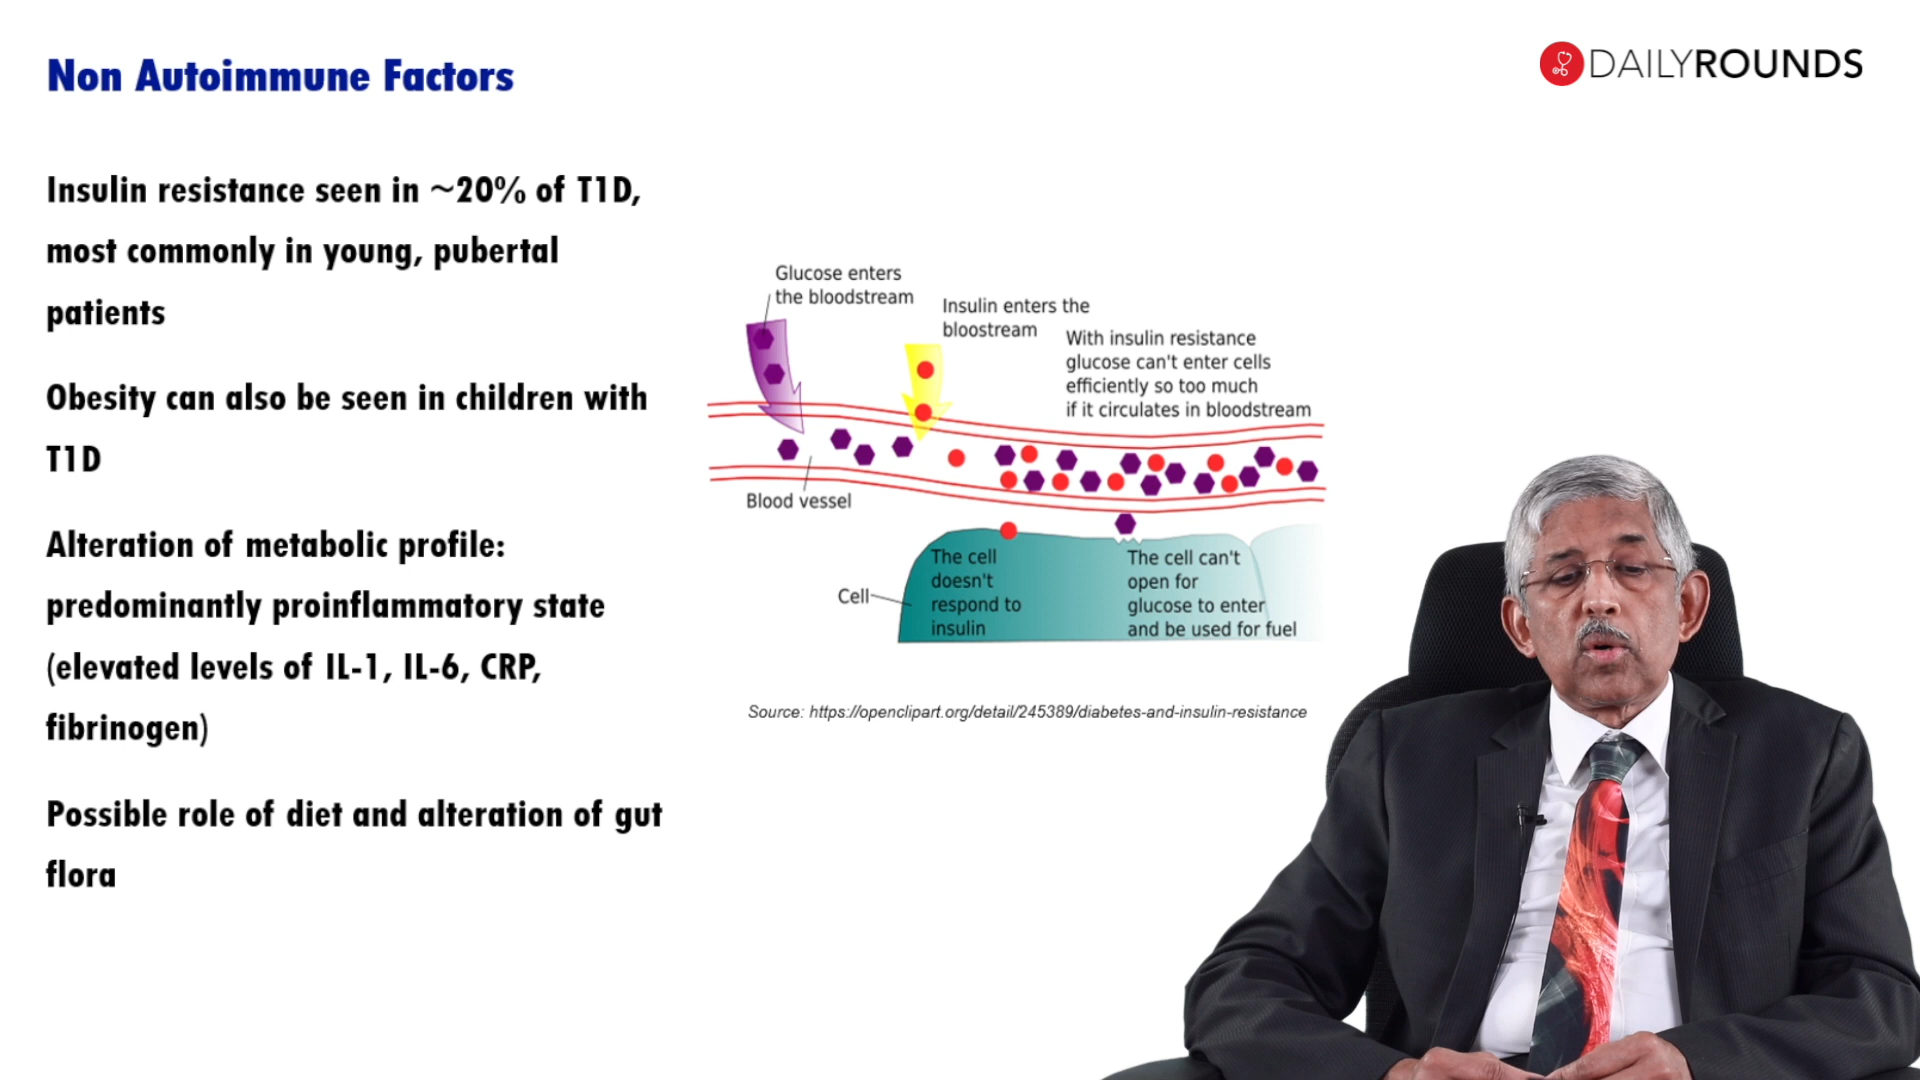 Non Autoimmune Factors
DAILYROUNDS
Insulin resistance seen in ~20% of T1D,
most commonly in young, pubertal
patients
Obesity can also be seen in children with
T1D
Alteration of metabolic profile:
predominantly proinflammatory state
(elevated levels of IL-1, IL-6, CRP,
fibrinogen)
Possible role of diet and alteration of gut
flora
Glucose enters
the bloodstream
Insulin enters the
bloostream
With insulin resistance
glucose can't enter cells
efficiently so too much
if it circulates in bloodstream
Blood vessel
Cell
The cell
doesn't
respond to
insulin
The cell can't
open for
glucose to enter
and be used for fuel
Source: https://openclipart.org/detail/245389/diabetes-and-insulin-resistance